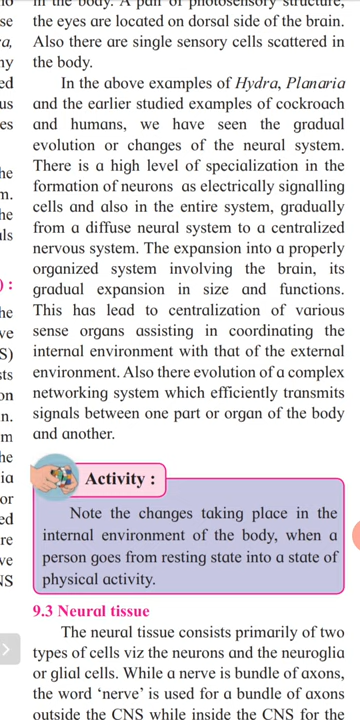 in the body. A pair of photosensory structure,
the eyes are located on dorsal side of the brain.
Also there are single sensory cells scattered in
the body.
In the above examples of Hydra, Planaria
and the earlier studied examples of cockroach
and humans, we have seen the gradual
evolution or changes of the neural system.
There is a high level of specialization in the
formation of neurons as electrically signalling
cells and also in the entire system, gradually
from a diffuse neural system to a centralized
nervous system. The expansion into a properly
organized system involving the brain, its
gradual expansion in size and functions.
This has lead to centralization of various
sense organs assisting in coordinating the
internal environment with that of the external
environment. Also there evolution of a complex
networking system which efficiently transmits
signals between one part or organ of the body
and another.
Activity :
Note the changes taking place in the
internal environment of the body, when a
person goes from resting state into a state of
physical activity.
9.3 Neural tissue
The neural tissue consists primarily of two
types of cells viz the neurons and the neuroglia
or glial cells. While a nerve is bundle of axons,
the word ‘nerve’ is used for a bundle of axons
outside the CNS while inside the CNS for the